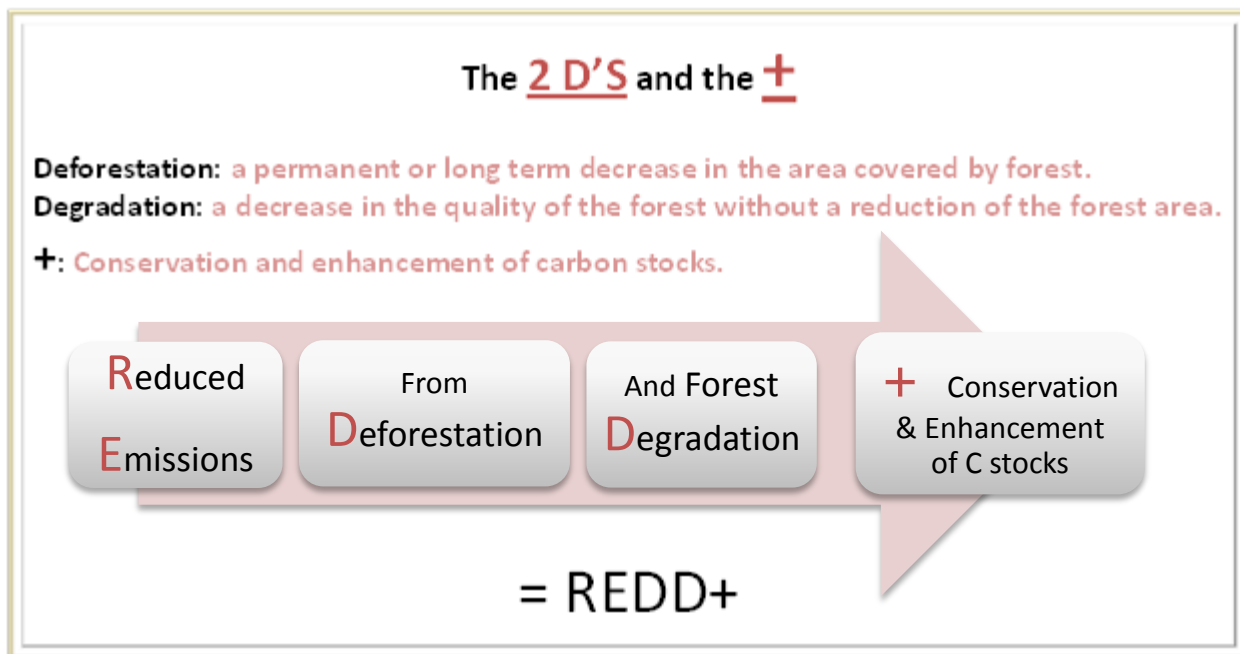 The 2 D'S and the +
Deforestation: a permanent or long term decrease in the area covered by forest.
Degradation: a decrease in the quality of the forest without a reduction of the forest area.
+: Conservation and enhancement of carbon stocks.
Reduced
Emissions
From
Deforestation
And Forest
Degradation
+ Conservation
& Enhancement
of C stocks
= REDD+